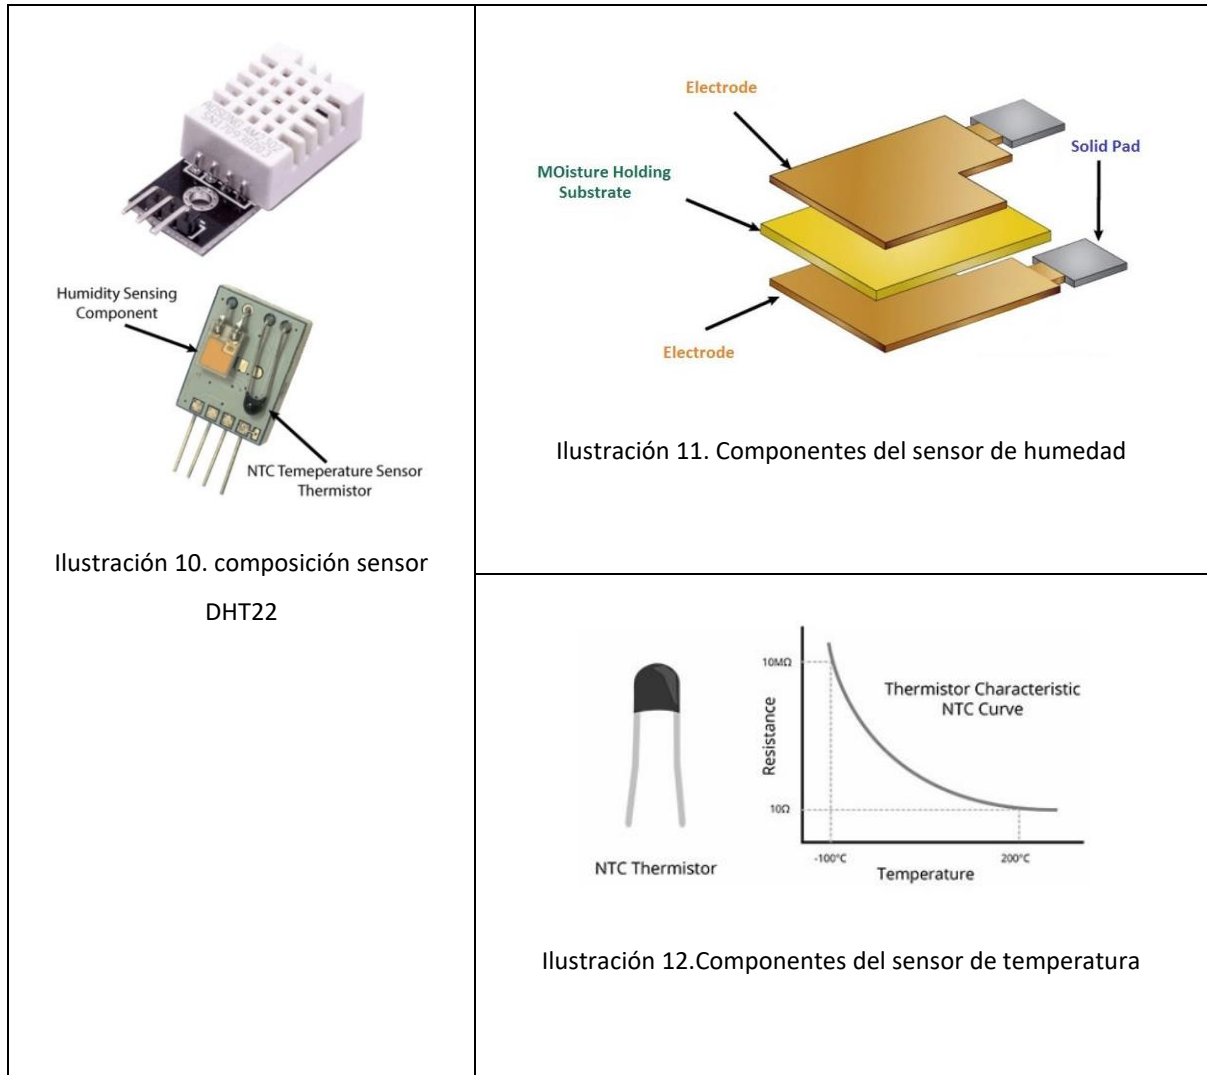 Humidity Sensing
Component
NTC Temeperature Sensor
Thermistor
Ilustración 10. composición sensor
DHT22
Electrode
MOisture Holding
Substrate
Solid Pad
Electrode
Ilustración 11. Componentes del sensor de humedad
10MΩ
Thermistor Characteristic
NTC Curve
Resistance
10Ω
-100°C
200°C
Temperature
NTC Thermistor
Ilustración 12.Componentes del sensor de temperatura